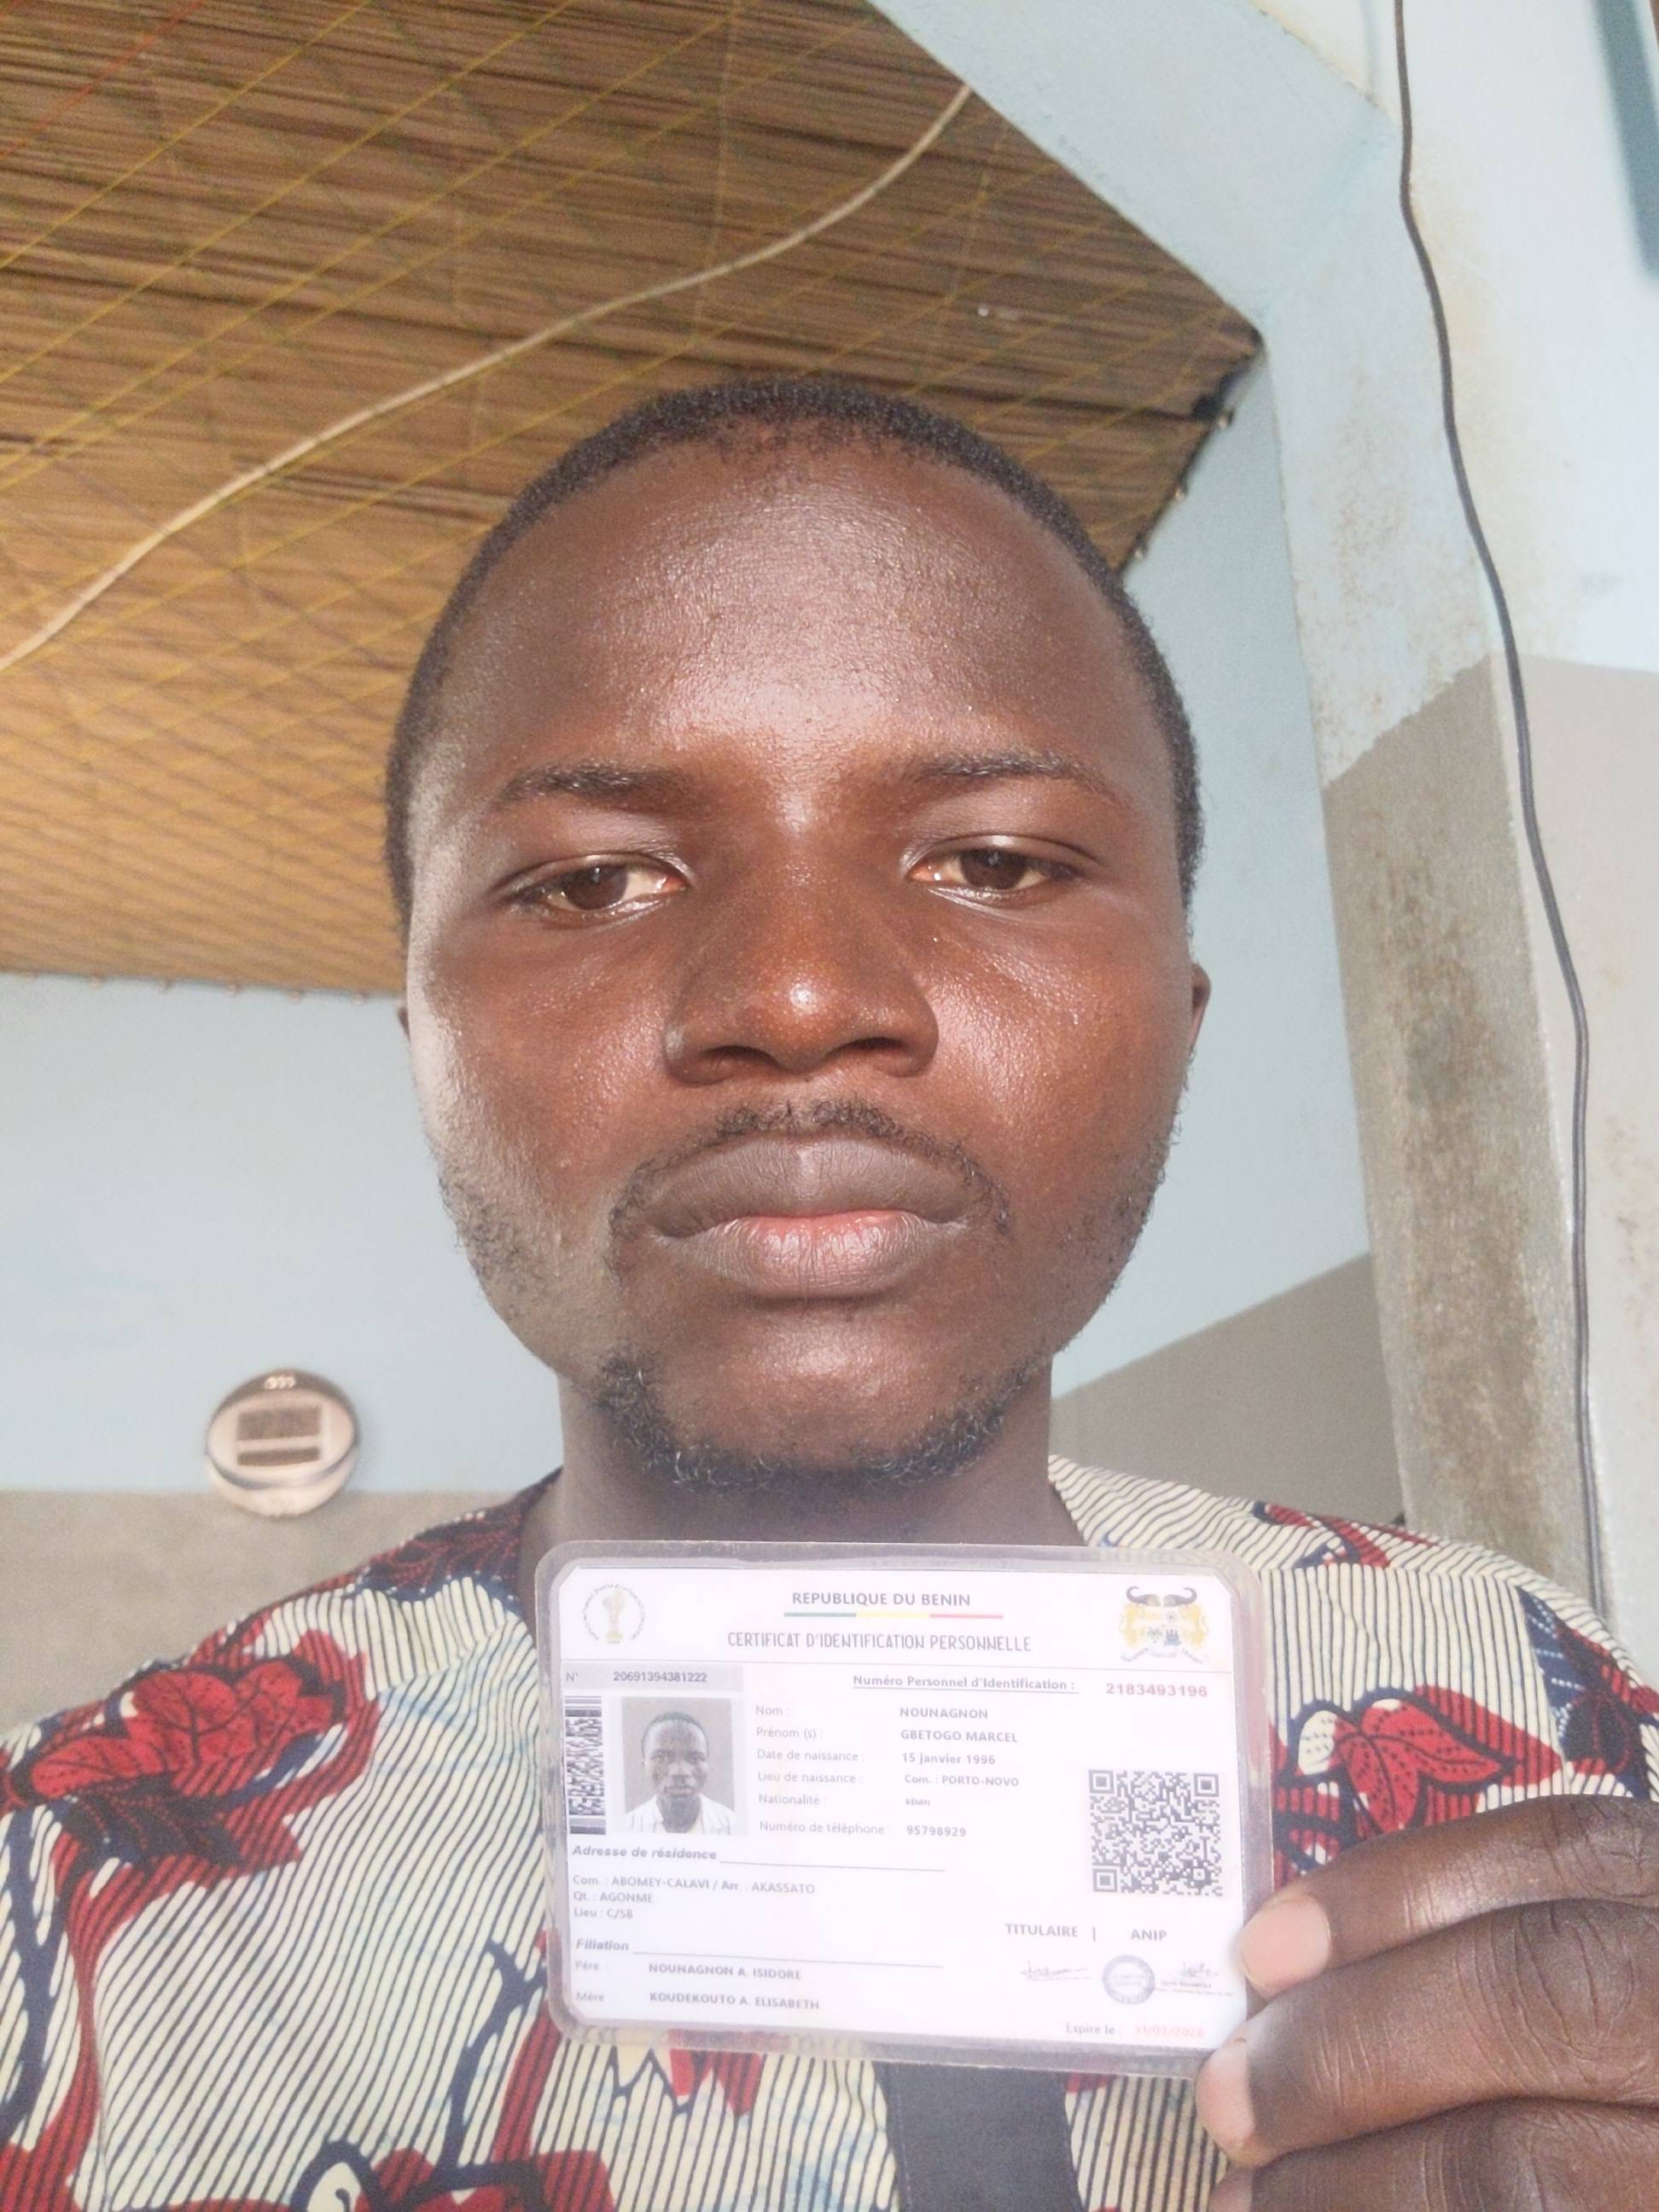 REPUBLIQUE DU BENIN
CERTIFICAT D'IDENTIFICATION PERSONNELLE
N° 20691394381222
Numéro Personnel d'Identification : 2183493196
Nom : NOUNAGNON
Prénom (s) : GBETOGO MARCEL
Date de naissance : 15 janvier 1996
Lieu de naissance : Com. : PORTO-NOVO
Nationalité : BENIN
Numéro de téléphone : 95798929
Adresse de résidence
Com. : ABOMEY-CALAVI / Arr. : AKASSATO
Qt. : AGONME
Lieu : C/SB
TITULAIRE | ANIP
Filiation
Père : NOUNAGNON A. ISIDORE
Mère : KOUDEKOUTO A. ELISABETH
Expire le :